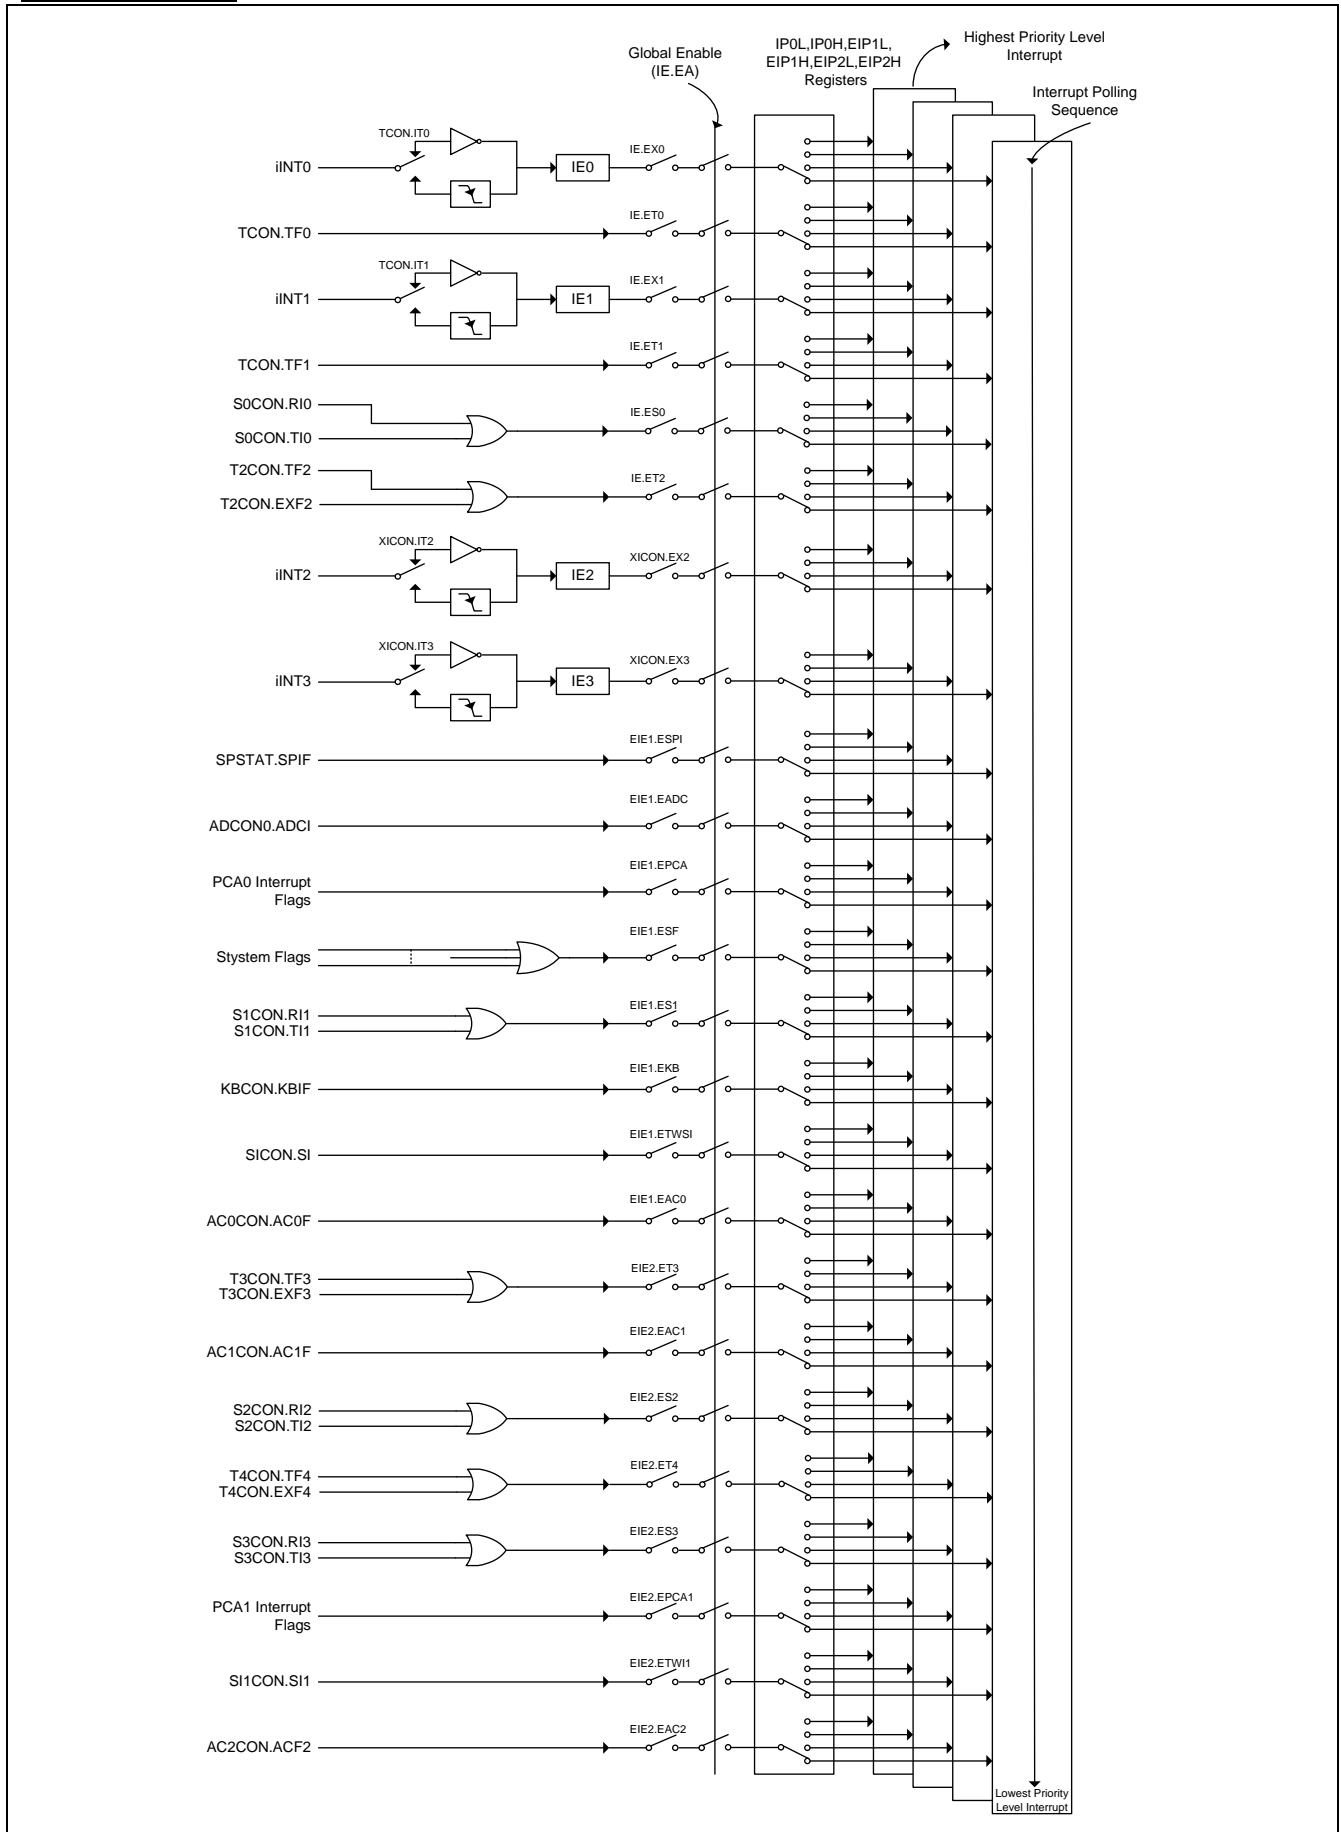 Global Enable
(IE.EA)
IP0L,IP0H,EIP1L,
EIP1H,EIP2L,EIP2H
Registers
Highest Priority Level
Interrupt
Interrupt Polling
Sequence
TCON.IT0
iINT0
IE0
IE.EX0
TCON.TF0
IE.ET0
TCON.IT1
iINT1
IE1
IE.EX1
TCON.TF1
IE.ET1
S0CON.RI0
S0CON.TI0
IE.ES0
T2CON.TF2
T2CON.EXF2
IE.ET2
XICON.IT2
iINT2
IE2
XICON.EX2
XICON.IT3
iINT3
IE3
XICON.EX3
SPSTAT.SPIF
EIE1.ESPI
ADCON0.ADCI
EIE1.EADC
PCA0 Interrupt
Flags
EIE1.EPCA
Stystem Flags
EIE1.ESF
S1CON.RI1
S1CON.TI1
EIE1.ES1
KBCON.KBIF
EIE1.EKB
SICON.SI
EIE1.ETWSI
AC0CON.AC0F
EIE1.EAC0
T3CON.TF3
T3CON.EXF3
EIE2.ET3
AC1CON.AC1F
EIE2.EAC1
S2CON.RI2
S2CON.TI2
EIE2.ES2
T4CON.TF4
T4CON.EXF4
EIE2.ET4
S3CON.RI3
S3CON.TI3
EIE2.ES3
PCA1 Interrupt
Flags
EIE2.EPCA1
SI1CON.SI1
EIE2.ETWI1
AC2CON.ACF2
EIE2.EAC2
Lowest Priority
Level Interrupt